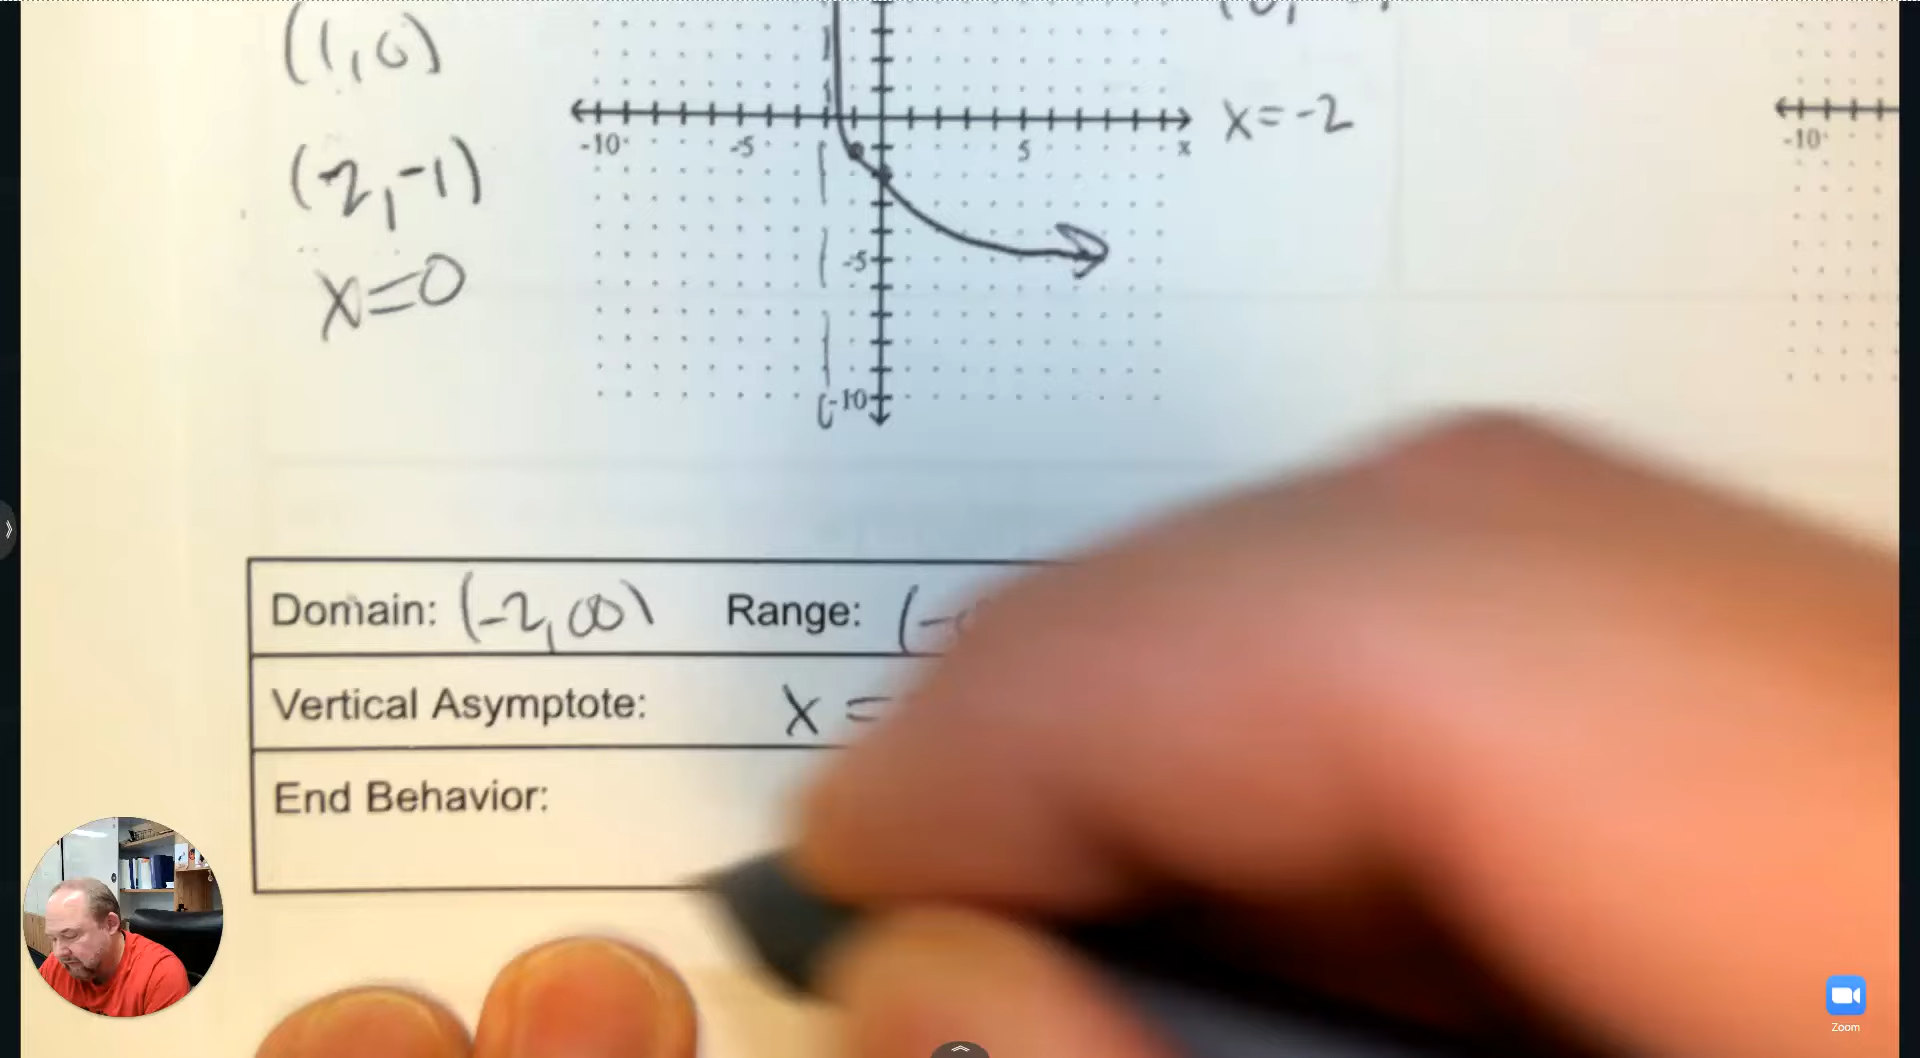 (1,0)
(2,-1)
x=0
x=-2
-10
-5
5
x
-5
-10
-10
Domain: (-2,∞) Range: (-
Vertical Asymptote: x =
End Behavior:
Zoom